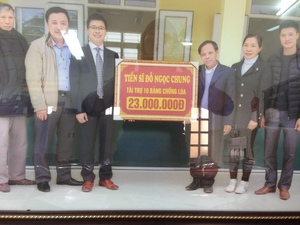 TIẾN SĨ ĐỖ NGỌC CHUNG
TÀI TRỢ 10 BẢNG CHỐNG LÓA
23.000.000Đ